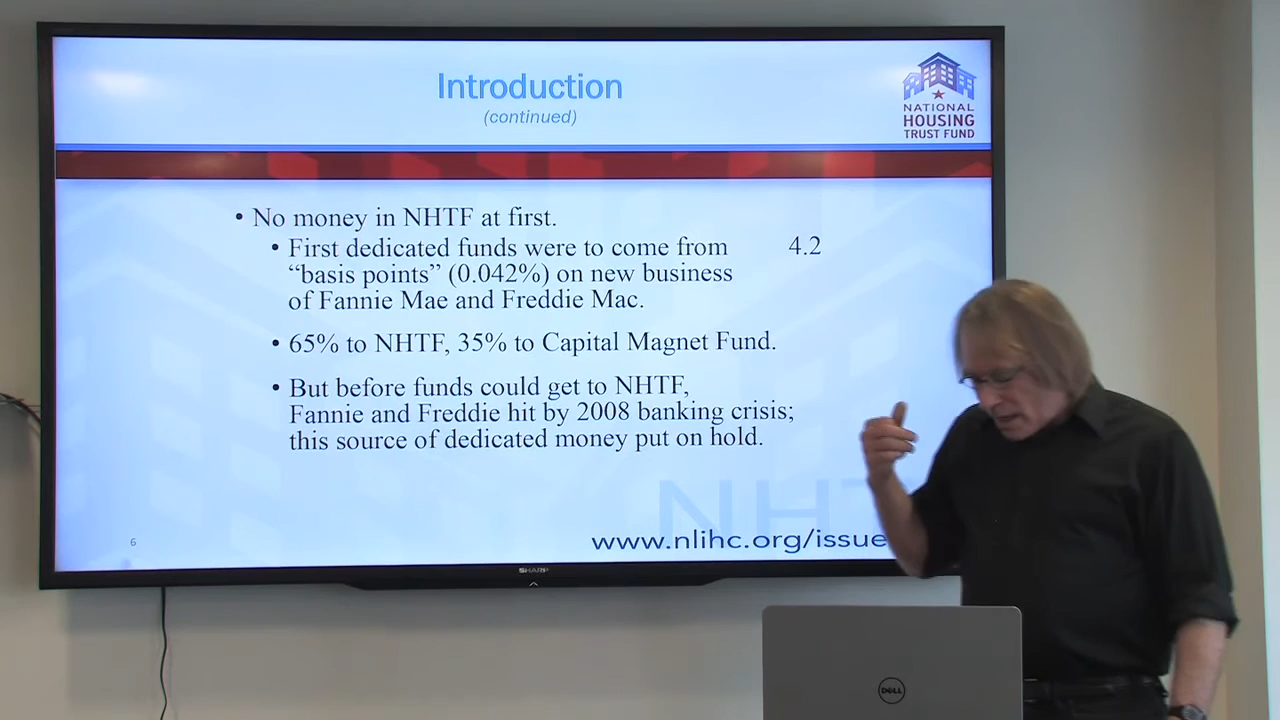 Introduction
(continued)
NATIONAL
HOUSING
TRUST FUND
• No money in NHTF at first.
• First dedicated funds were to come from 4.2
“basis points” (0.042%) on new business
of Fannie Mae and Freddie Mac.
• 65% to NHTF, 35% to Capital Magnet Fund.
• But before funds could get to NHTF,
Fannie and Freddie hit by 2008 banking crisis;
this source of dedicated money put on hold.
NHT
6
www.nlihc.org/issue
SHARP
DELL